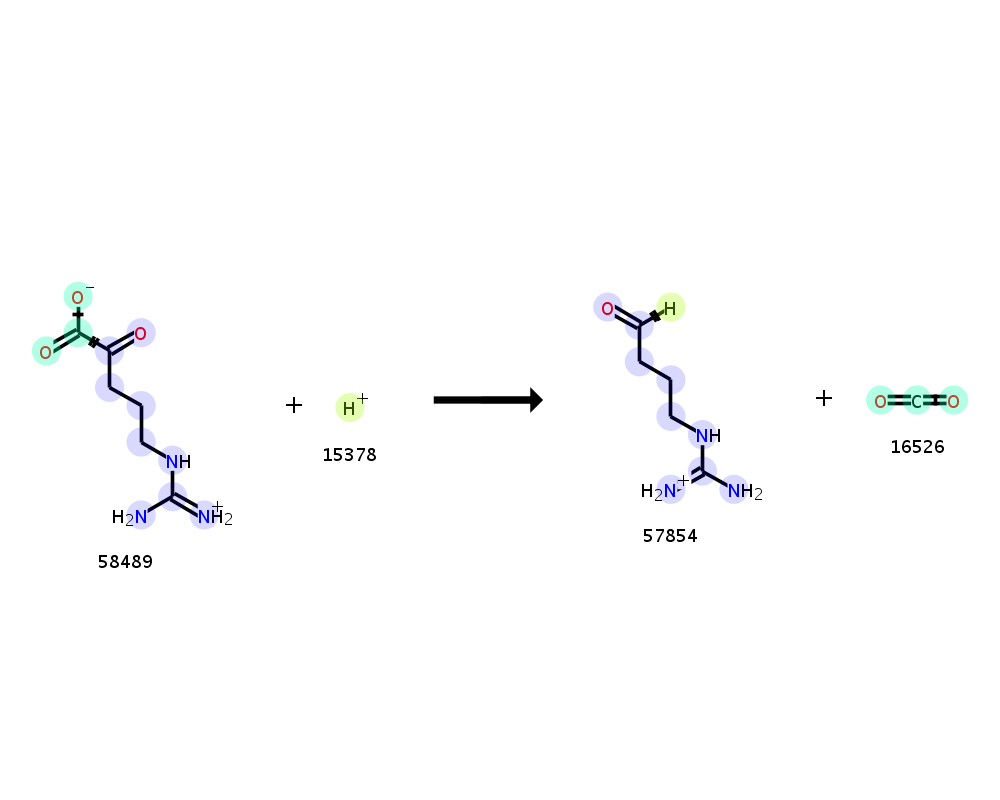 O⁻
O
O
NH
H₂N
NH₂⁺
58489
+
H⁺
15378
O
H
NH
H₂N⁺
NH₂
57854
+
O
C
O
16526